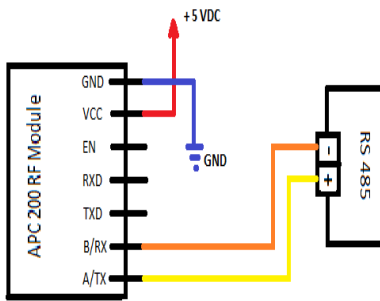 +5 VDC
GND
VCC
EN
RXD
TXD
B/RX
A/TX
APC 200 RF Module
GND
-
+
RS 485